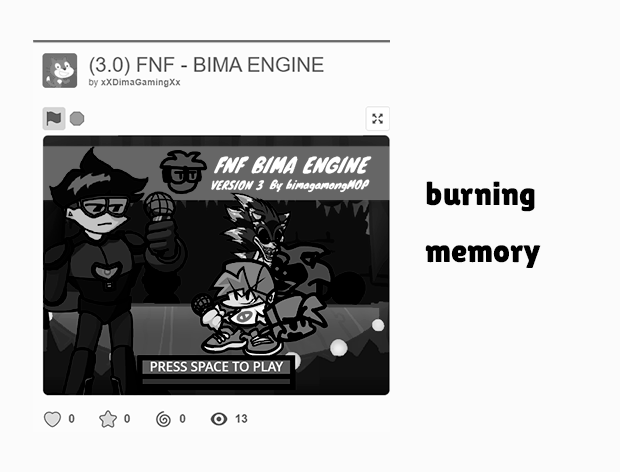 (3.0) FNF - BIMA ENGINE
by xXDimaGamingXx
FNF BIMA ENGINE
VERSION 3 By bimagamongMOP
PRESS SPACE TO PLAY
0 0 0 13
burning
memory